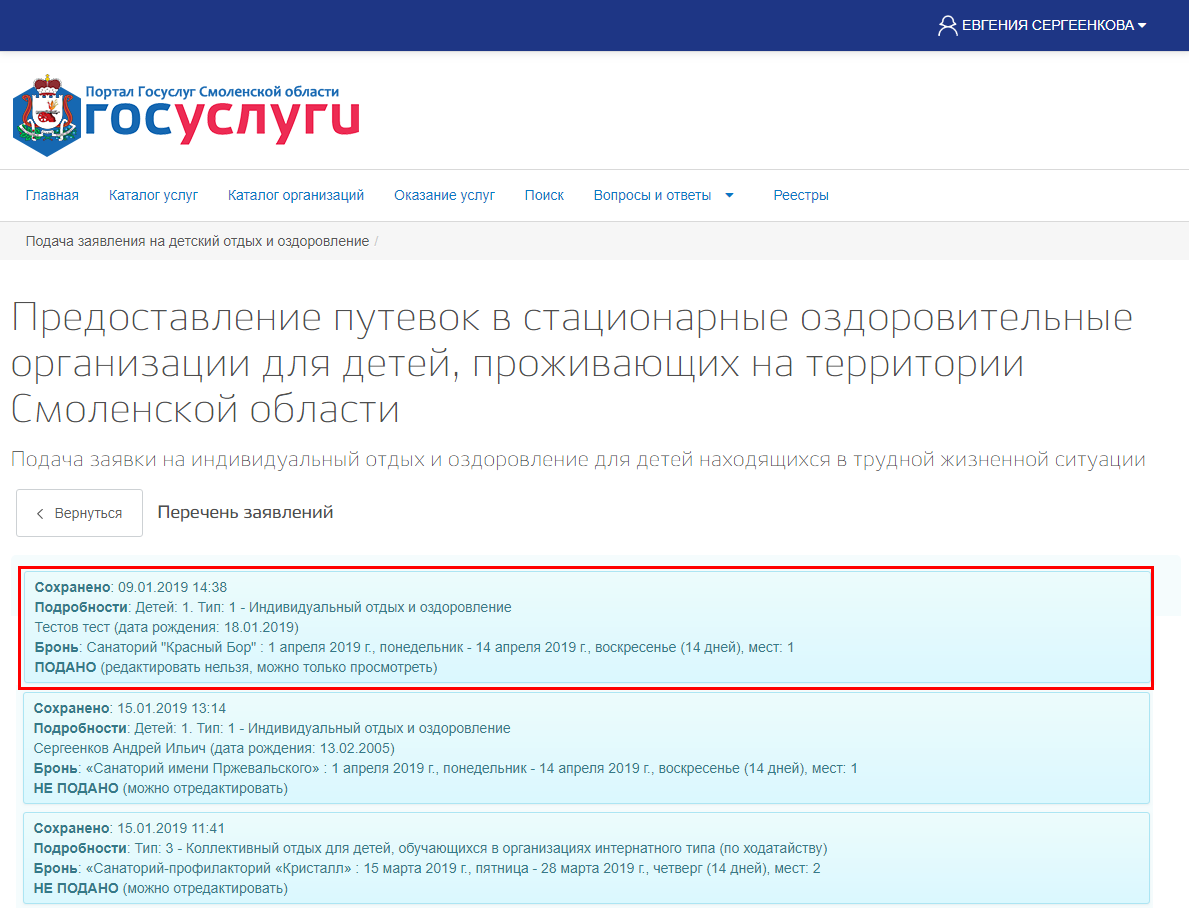 ЕВГЕНИЯ СЕРГЕЕНКОВА
Портал Госуслуг Смоленской области
госуслуги
Главная Каталог услуг Каталог организаций Оказание услуг Поиск Вопросы и ответы Реестры
Подача заявления на детский отдых и оздоровление /
Предоставление путевок в стационарные оздоровительные
организации для детей, проживающих на территории
Смоленской области
Подача заявки на индивидуальный отдых и оздоровление для детей находящихся в трудной жизненной ситуации
Вернуться Перечень заявлений
Сохранено: 09.01.2019 14:38
Подробности: Детей: 1. Тип: 1 - Индивидуальный отдых и оздоровление
Тестов тест (дата рождения: 18.01.2019)
Бронь: Санаторий "Красный Бор" : 1 апреля 2019 г., понедельник - 14 апреля 2019 г., воскресенье (14 дней), мест: 1
ПОДАНО (редактировать нельзя, можно только просмотреть)
Сохранено: 15.01.2019 13:14
Подробности: Детей: 1. Тип: 1 - Индивидуальный отдых и оздоровление
Сергеенков Андрей Ильич (дата рождения: 13.02.2005)
Бронь: «Санаторий имени Пржевальского» : 1 апреля 2019 г., понедельник - 14 апреля 2019 г., воскресенье (14 дней), мест: 1
НЕ ПОДАНО (можно отредактировать)
Сохранено: 15.01.2019 11:41
Подробности: Тип: 3 - Коллективный отдых для детей, обучающихся в организациях интернатного типа (по ходатайству)
Бронь: «Санаторий-профилакторий «Кристалл» : 15 марта 2019 г., пятница - 28 марта 2019 г., четверг (14 дней), мест: 2
НЕ ПОДАНО (можно отредактировать)